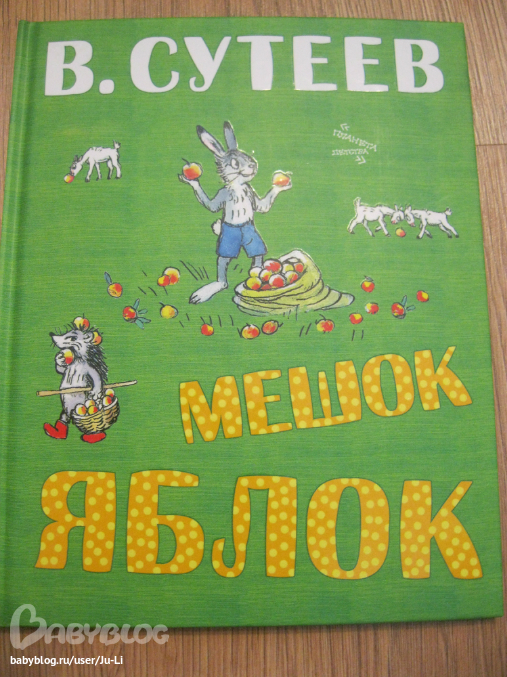 В. СУТЕЕВ
МЕШОК
ЯБЛОК
BABYBLOG
babyblog.ru/user/Ju-Li